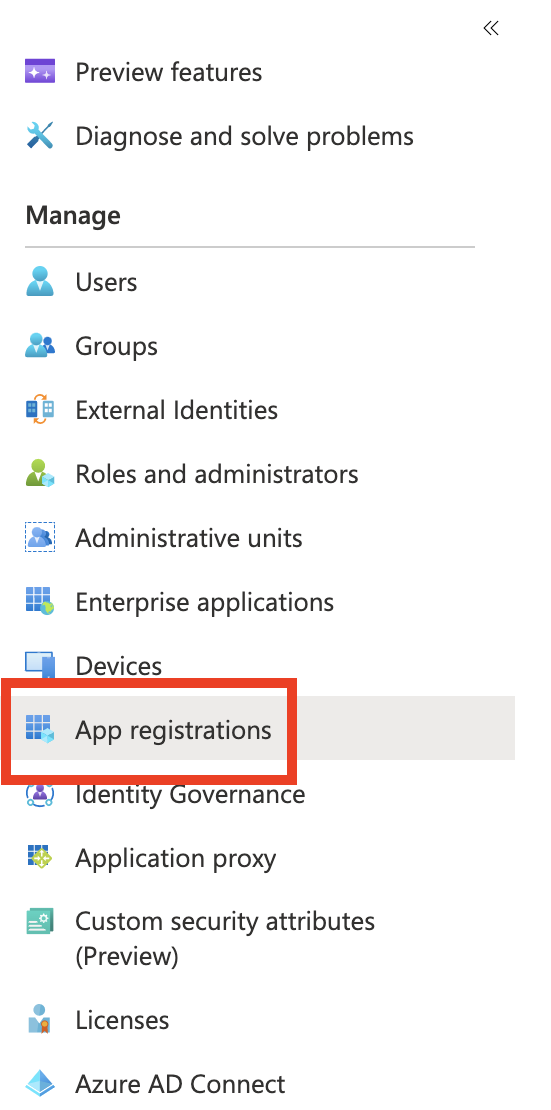 Preview features
Diagnose and solve problems
Manage
Users
Groups
External Identities
Roles and administrators
Administrative units
Enterprise applications
Devices
App registrations
Identity Governance
Application proxy
Custom security attributes
(Preview)
Licenses
Azure AD Connect